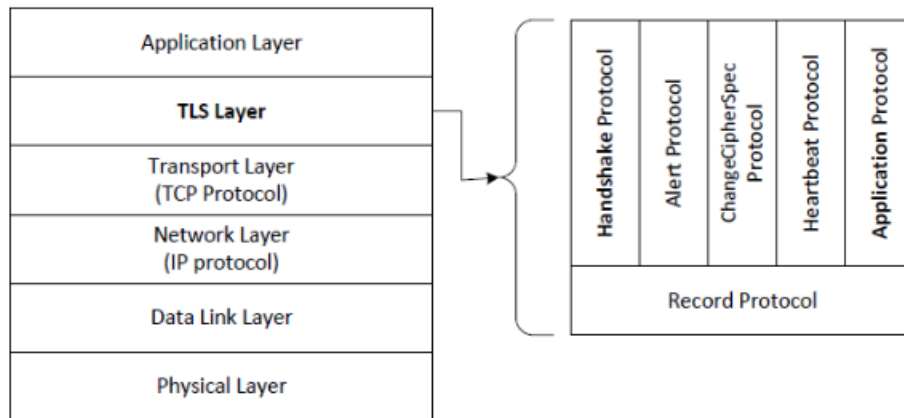 Application Layer
TLS Layer
Transport Layer
(TCP Protocol)
Network Layer
(IP protocol)
Data Link Layer
Physical Layer
Handshake Protocol
Alert Protocol
ChangeCipherSpec
Protocol
Heartbeat Protocol
Application Protocol
Record Protocol